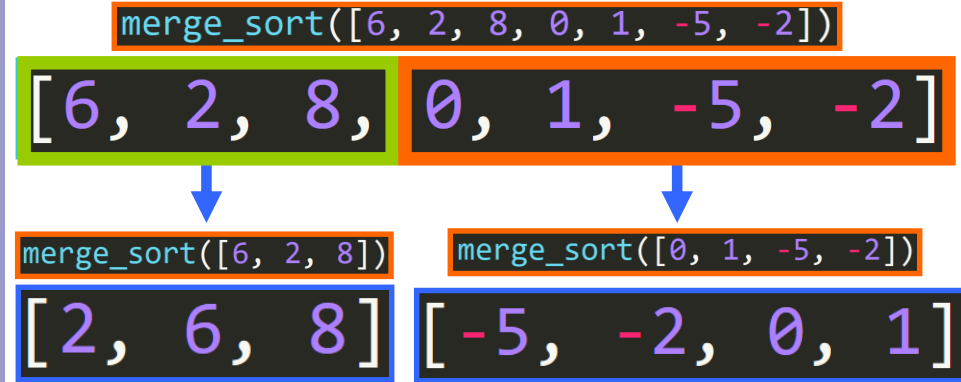 merge_sort([6, 2, 8, 0, 1, -5, -2])
[6, 2, 8, 0, 1, -5, -2]
merge_sort([6, 2, 8])
merge_sort([0, 1, -5, -2])
[2, 6, 8]
[-5, -2, 0, 1]